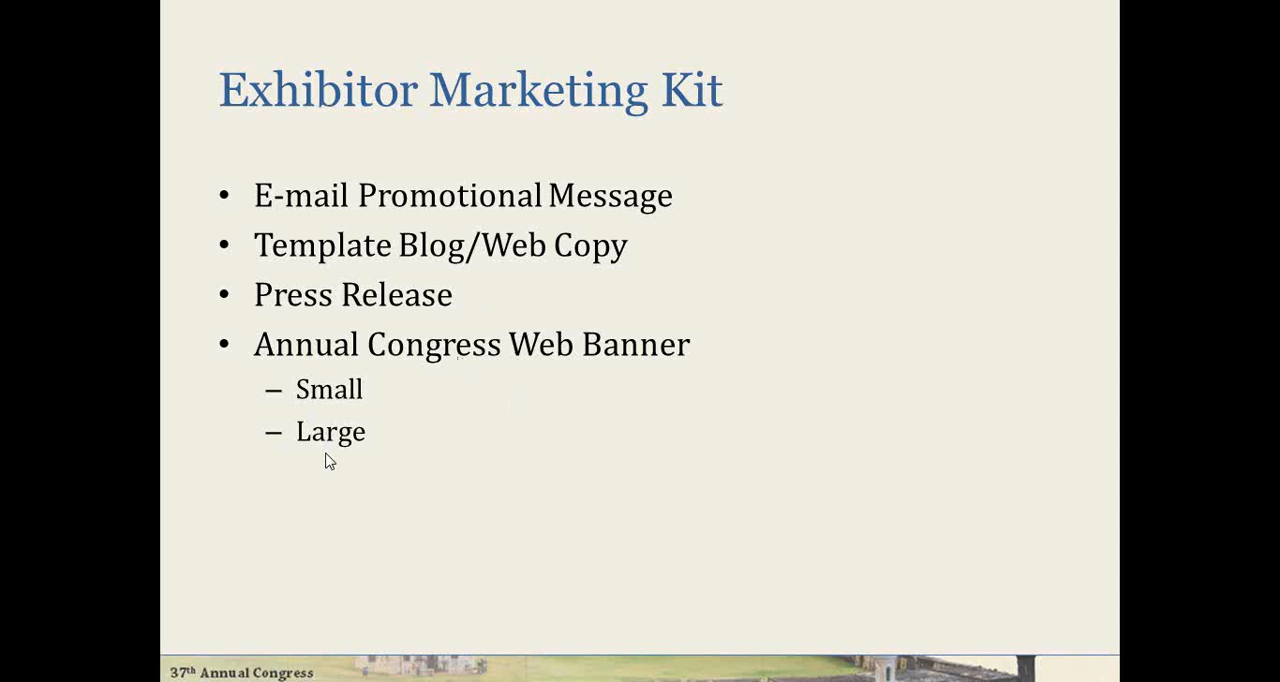 Exhibitor Marketing Kit
• E-mail Promotional Message
• Template Blog/Web Copy
• Press Release
• Annual Congress Web Banner
– Small
– Large
37th Annual Congress